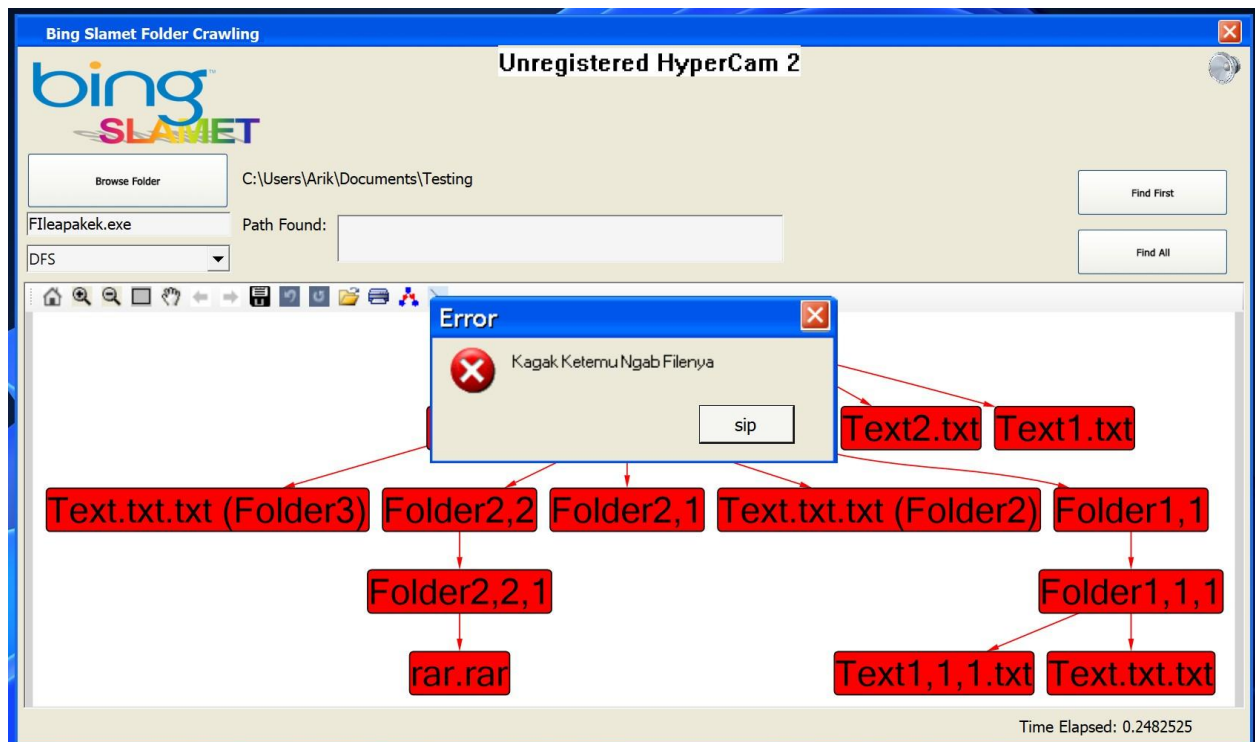 Bing Slamet Folder Crawling
Unregistered HyperCam 2
bing™
SLAMET
Browse Folder
C:\Users\Arik\Documents\Testing
Find First
FIleapakek.exe
Path Found:
DFS
Find All
Error
Kagak Ketemu Ngab Filenya
sip
Text2.txt
Text1.txt
Text.txt.txt (Folder3)
Folder2,2
Folder2,1
Text.txt.txt (Folder2)
Folder1,1
Folder2,2,1
Folder1,1,1
rar.rar
Text1,1,1.txt
Text.txt.txt
Time Elapsed: 0.2482525